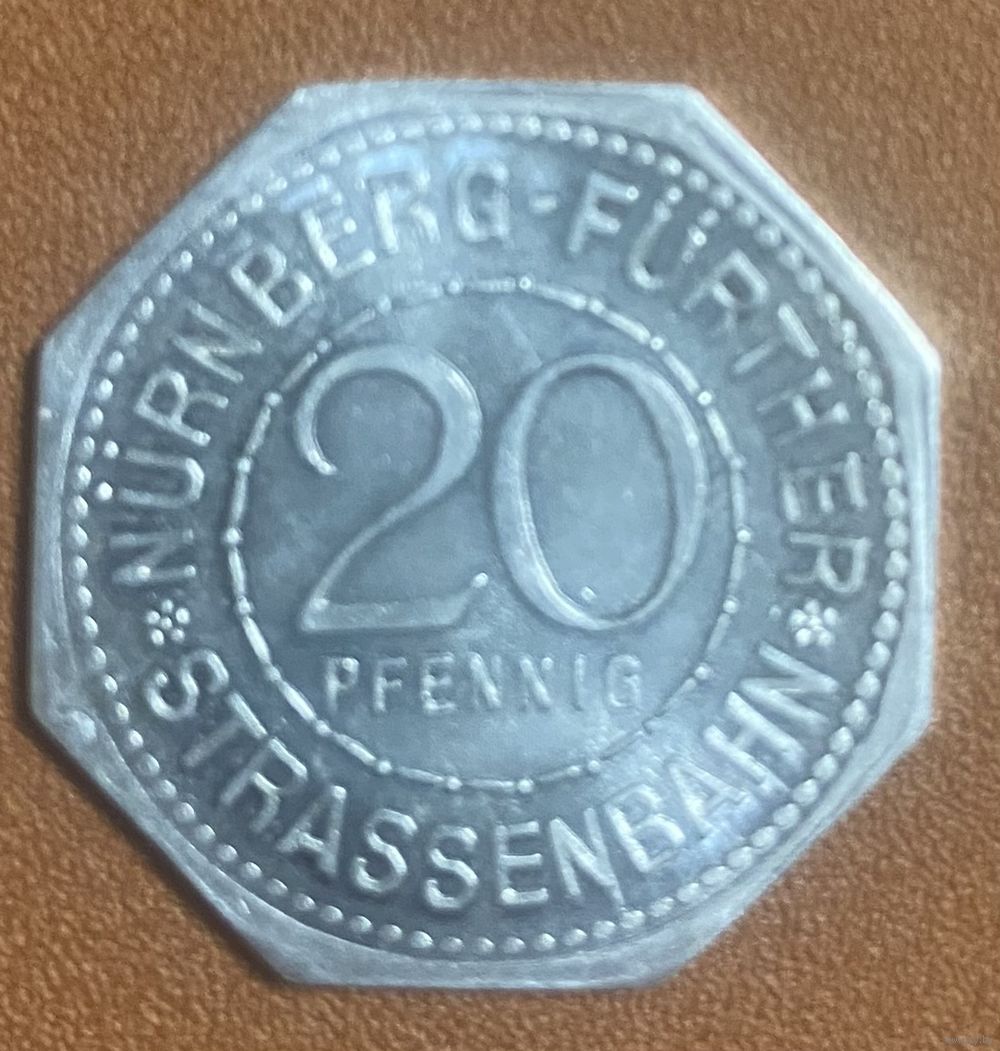 NÜRNBERG-FÜRTHER
20
PFENNIG
STRASSENBAHN